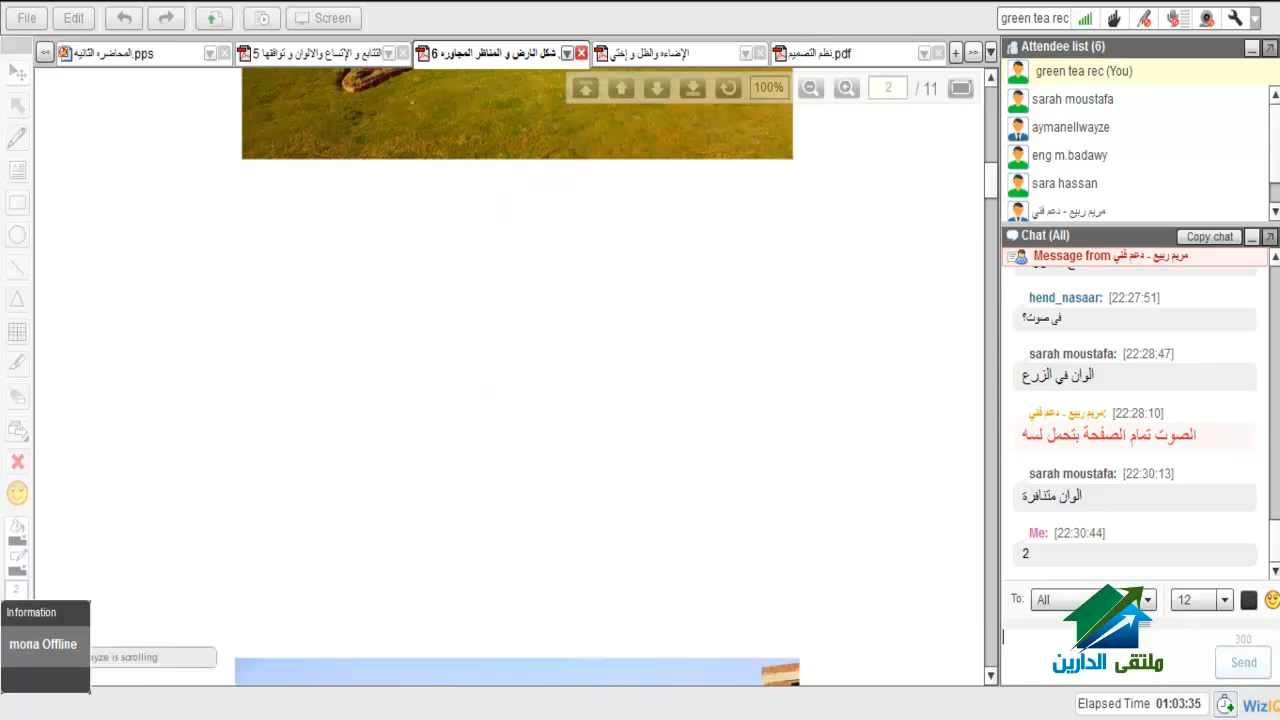 File
Edit
Screen
green tea rec
<<
المحاضره الثانيه.pps
التتابع و الإتساع والالوان و توافقها 5
شكل الارض و المناظر المجاوره 6
الإضاءه والظل و إختي
نظم التصميم.pdf
+
>>
100%
2
/ 11
Attendee list (6)
green tea rec (You)
sarah moustafa
aymanellwayze
eng m.badawy
sara hassan
مريم ربيع - دعم فني
Chat (All)
Copy chat
Message from مريم ربيع - دعم فني
hend_nasaar: [22:27:51]
فى صوت؟
sarah moustafa: [22:28:47]
الوان في الزرع
مريم ربيع - دعم فني: [22:28:10]
الصوت تمام الصفحة بتحمل لسه
sarah moustafa: [22:30:13]
الوان متنافرة
Me: [22:30:44]
2
To:
All
12
300
Send
ملتقى الدارين
2
Information
mona Offline
yze is scrolling
Elapsed Time 01:03:35
WizIQ